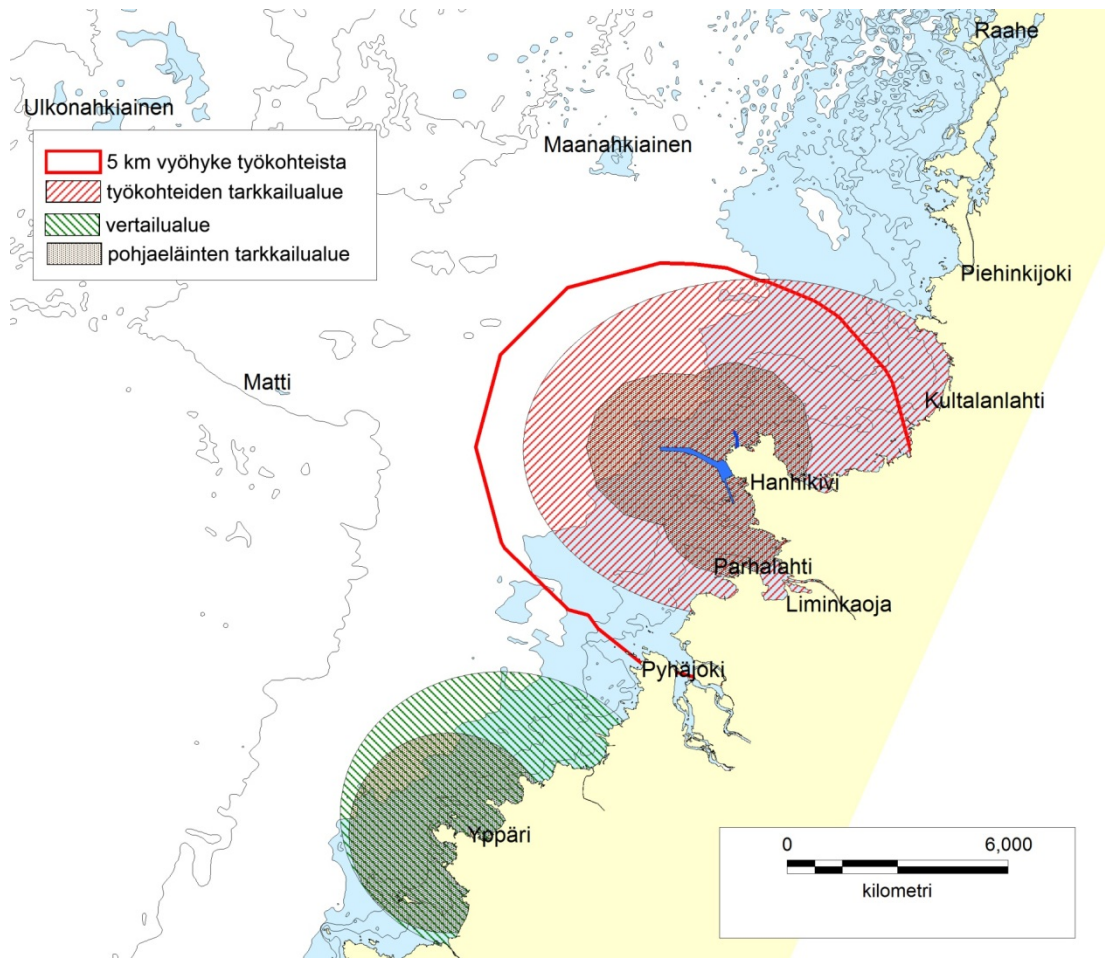 Raahe
Ulkonahkiainen
Maanahkiainen
5 km vyöhyke työkohteista
työkohteiden tarkkailualue
vertailualue
pohjaeläinten tarkkailualue
Piehinkijoki
Matti
Kultalanlahti
Hanhikivi
Parhalahti
Liminkaoja
Pyhäjoki
Yppäri
0 6,000
kilometri